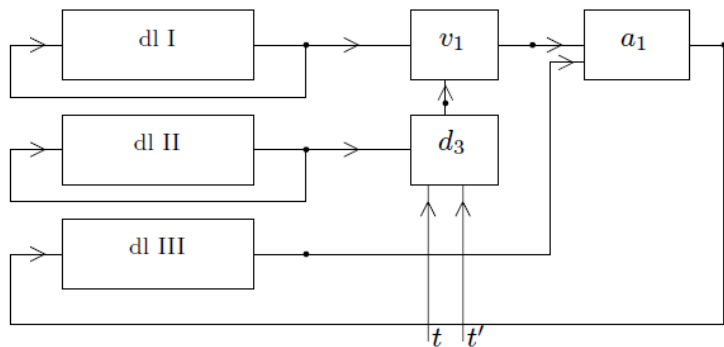 dl I
v₁
a₁
dl II
d₃
dl III
t t′